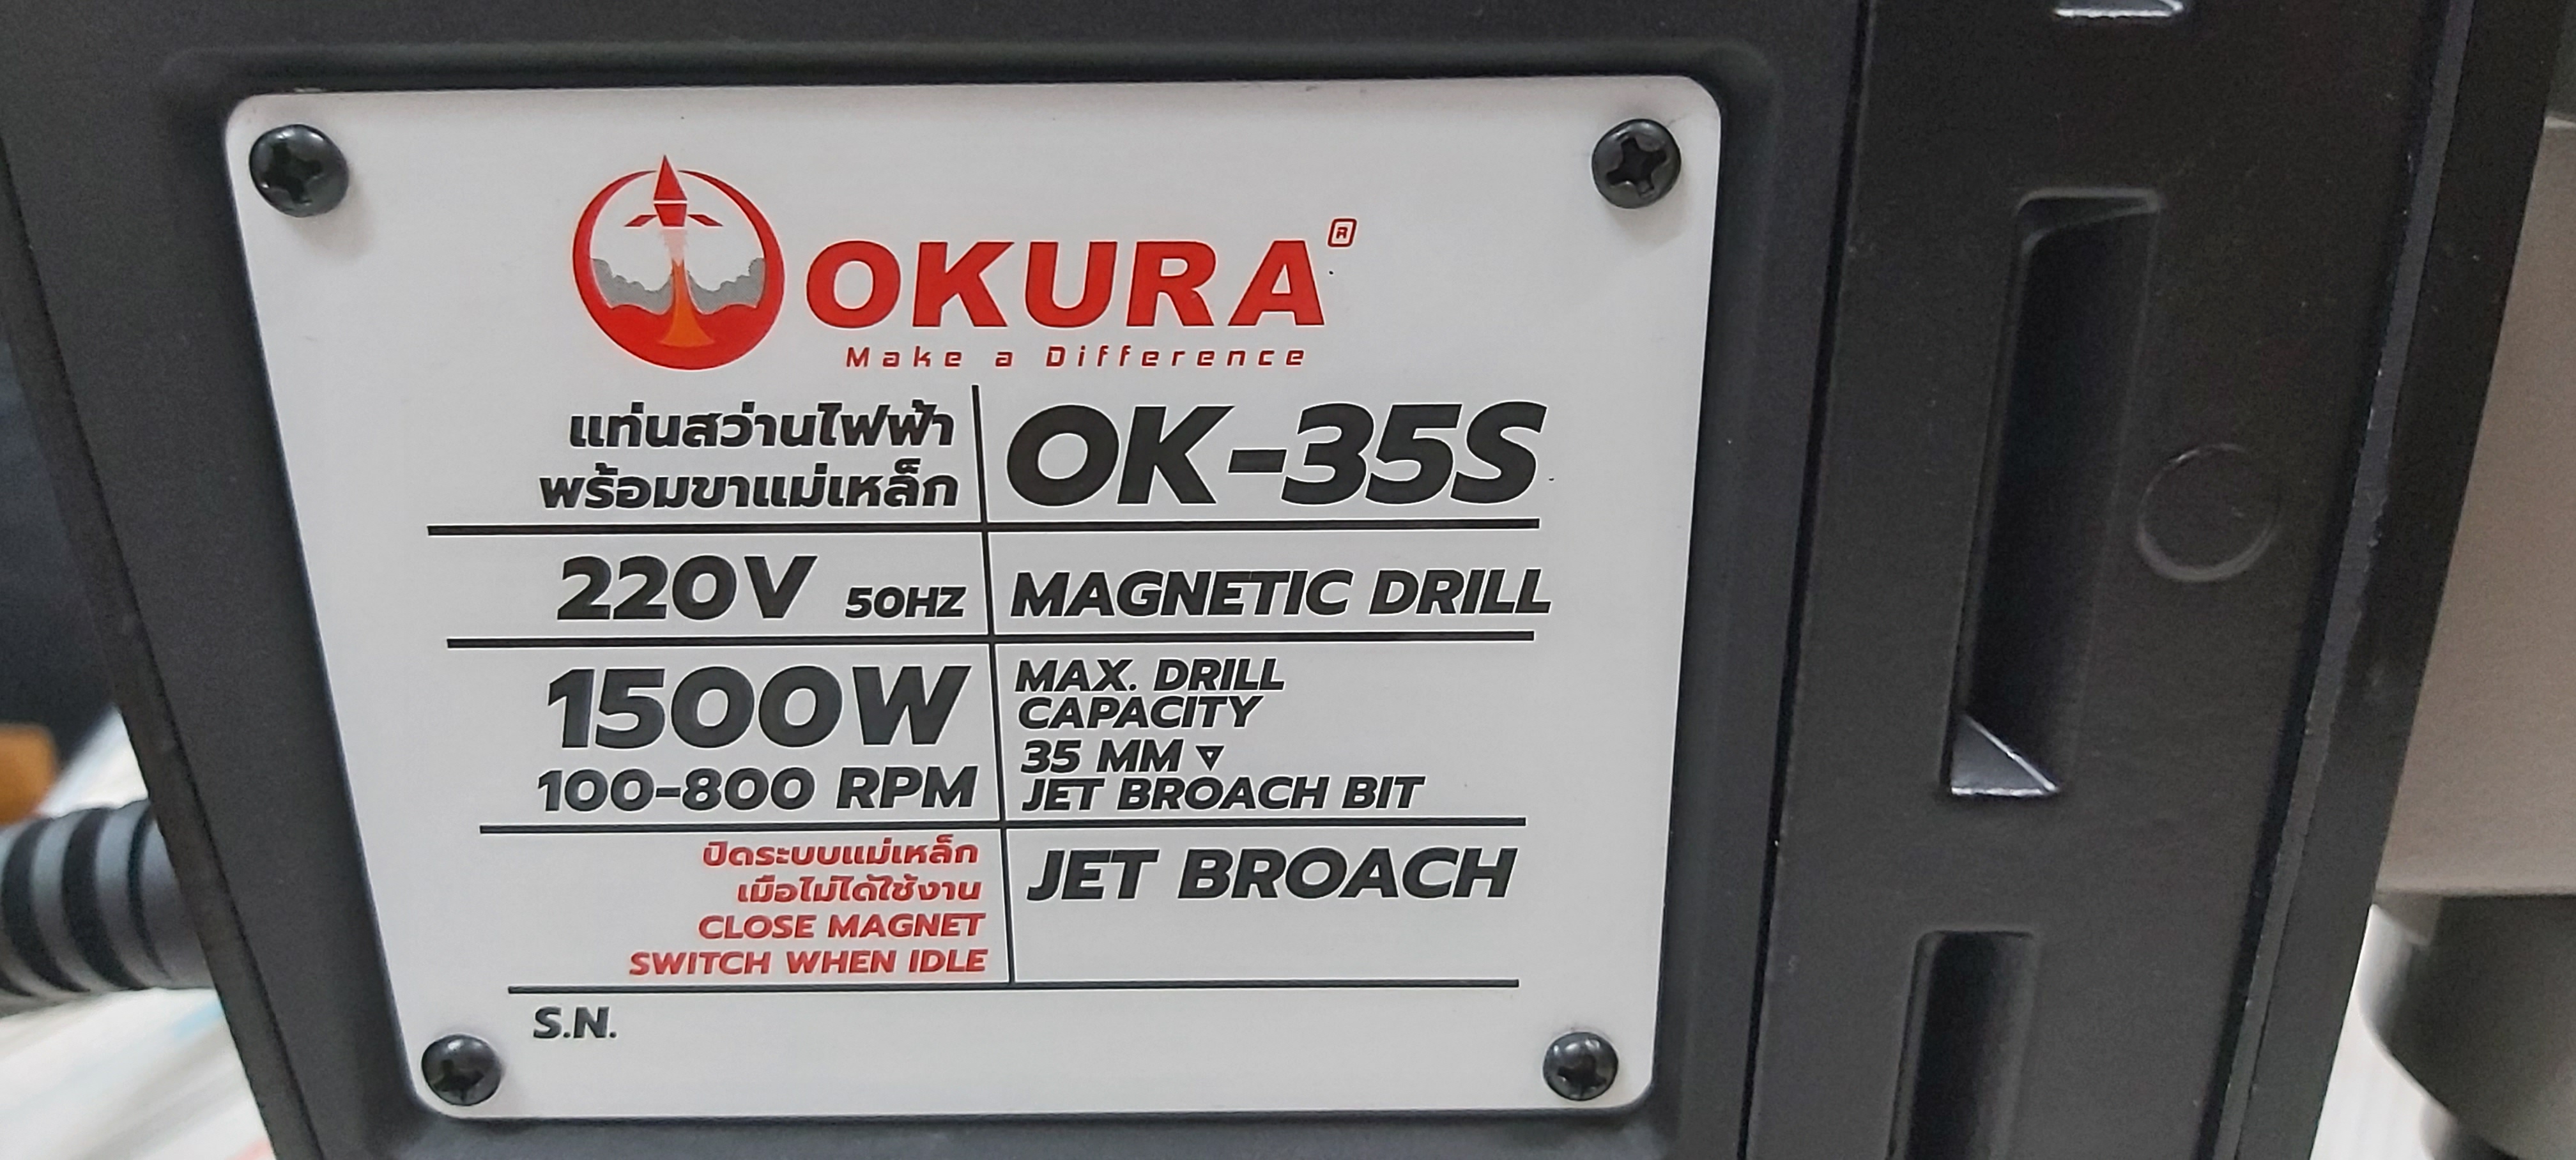 OKURA®
Make a Difference
แท่นสว่านไฟฟ้า
พร้อมขาแม่เหล็ก
OK-35S
220V 50HZ
MAGNETIC DRILL
1500W
100-800 RPM
MAX. DRILL
CAPACITY
35 MM
JET BROACH BIT
ปิดระบบแม่เหล็ก
เมื่อไม่ได้ใช้งาน
CLOSE MAGNET
SWITCH WHEN IDLE
JET BROACH
S.N.